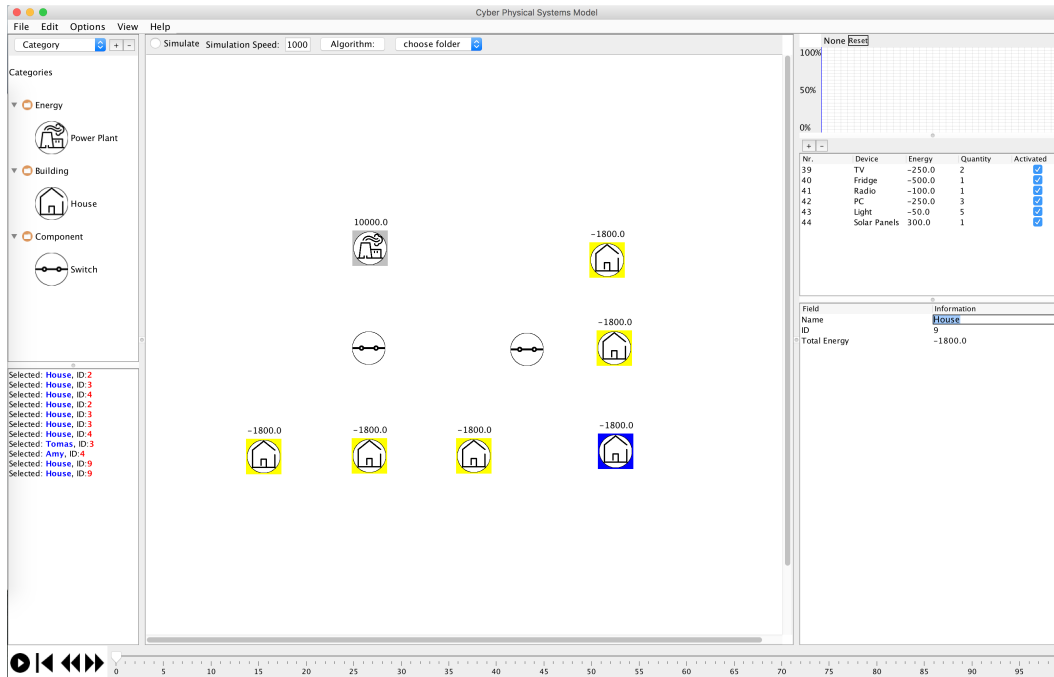 Cyber Physical Systems Model
File Edit Options View Help
Category + -
Simulate Simulation Speed: 1000 Algorithm: choose folder
Categories
Energy
Power Plant
Building
House
Component
Switch
Selected: House, ID:2
Selected: House, ID:3
Selected: House, ID:4
Selected: House, ID:2
Selected: House, ID:3
Selected: House, ID:3
Selected: House, ID:4
Selected: Tomas, ID:3
Selected: Amy, ID:4
Selected: House, ID:9
Selected: House, ID:9
10000.0
-1800.0
-1800.0
-1800.0
-1800.0
-1800.0
-1800.0
None Reset
100%
50%
0%
+ -
Nr. Device Energy Quantity Activated
39 TV -250.0 2
40 Fridge -500.0 1
41 Radio -100.0 1
42 PC -250.0 3
43 Light -50.0 5
44 Solar Panels 300.0 1
Field Information
Name House
ID 9
Total Energy -1800.0
0 5 10 15 20 25 30 35 40 45 50 55 60 65 70 75 80 85 90 95